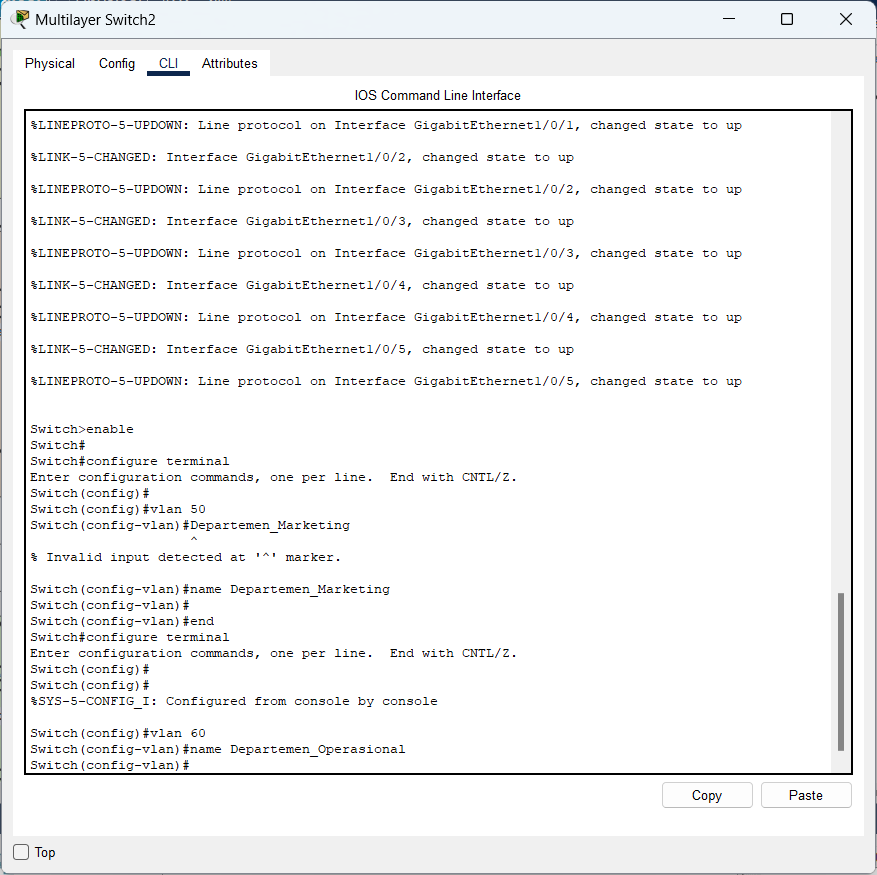 Multilayer Switch2
Physical Config CLI Attributes
IOS Command Line Interface
%LINEPROTO-5-UPDOWN: Line protocol on Interface GigabitEthernet1/0/1, changed state to up
%LINK-5-CHANGED: Interface GigabitEthernet1/0/2, changed state to up
%LINEPROTO-5-UPDOWN: Line protocol on Interface GigabitEthernet1/0/2, changed state to up
%LINK-5-CHANGED: Interface GigabitEthernet1/0/3, changed state to up
%LINEPROTO-5-UPDOWN: Line protocol on Interface GigabitEthernet1/0/3, changed state to up
%LINK-5-CHANGED: Interface GigabitEthernet1/0/4, changed state to up
%LINEPROTO-5-UPDOWN: Line protocol on Interface GigabitEthernet1/0/4, changed state to up
%LINK-5-CHANGED: Interface GigabitEthernet1/0/5, changed state to up
%LINEPROTO-5-UPDOWN: Line protocol on Interface GigabitEthernet1/0/5, changed state to up
Switch>enable
Switch#
Switch#configure terminal
Enter configuration commands, one per line.  End with CNTL/Z.
Switch(config)#
Switch(config)#vlan 50
Switch(config-vlan)#Departemen_Marketing
^
% Invalid input detected at '^' marker.
Switch(config-vlan)#name Departemen_Marketing
Switch(config-vlan)#
Switch(config-vlan)#end
Switch#configure terminal
Enter configuration commands, one per line.  End with CNTL/Z.
Switch(config)#
Switch(config)#
%SYS-5-CONFIG_I: Configured from console by console
Switch(config)#vlan 60
Switch(config-vlan)#name Departemen_Operasional
Switch(config-vlan)#
Copy Paste
Top